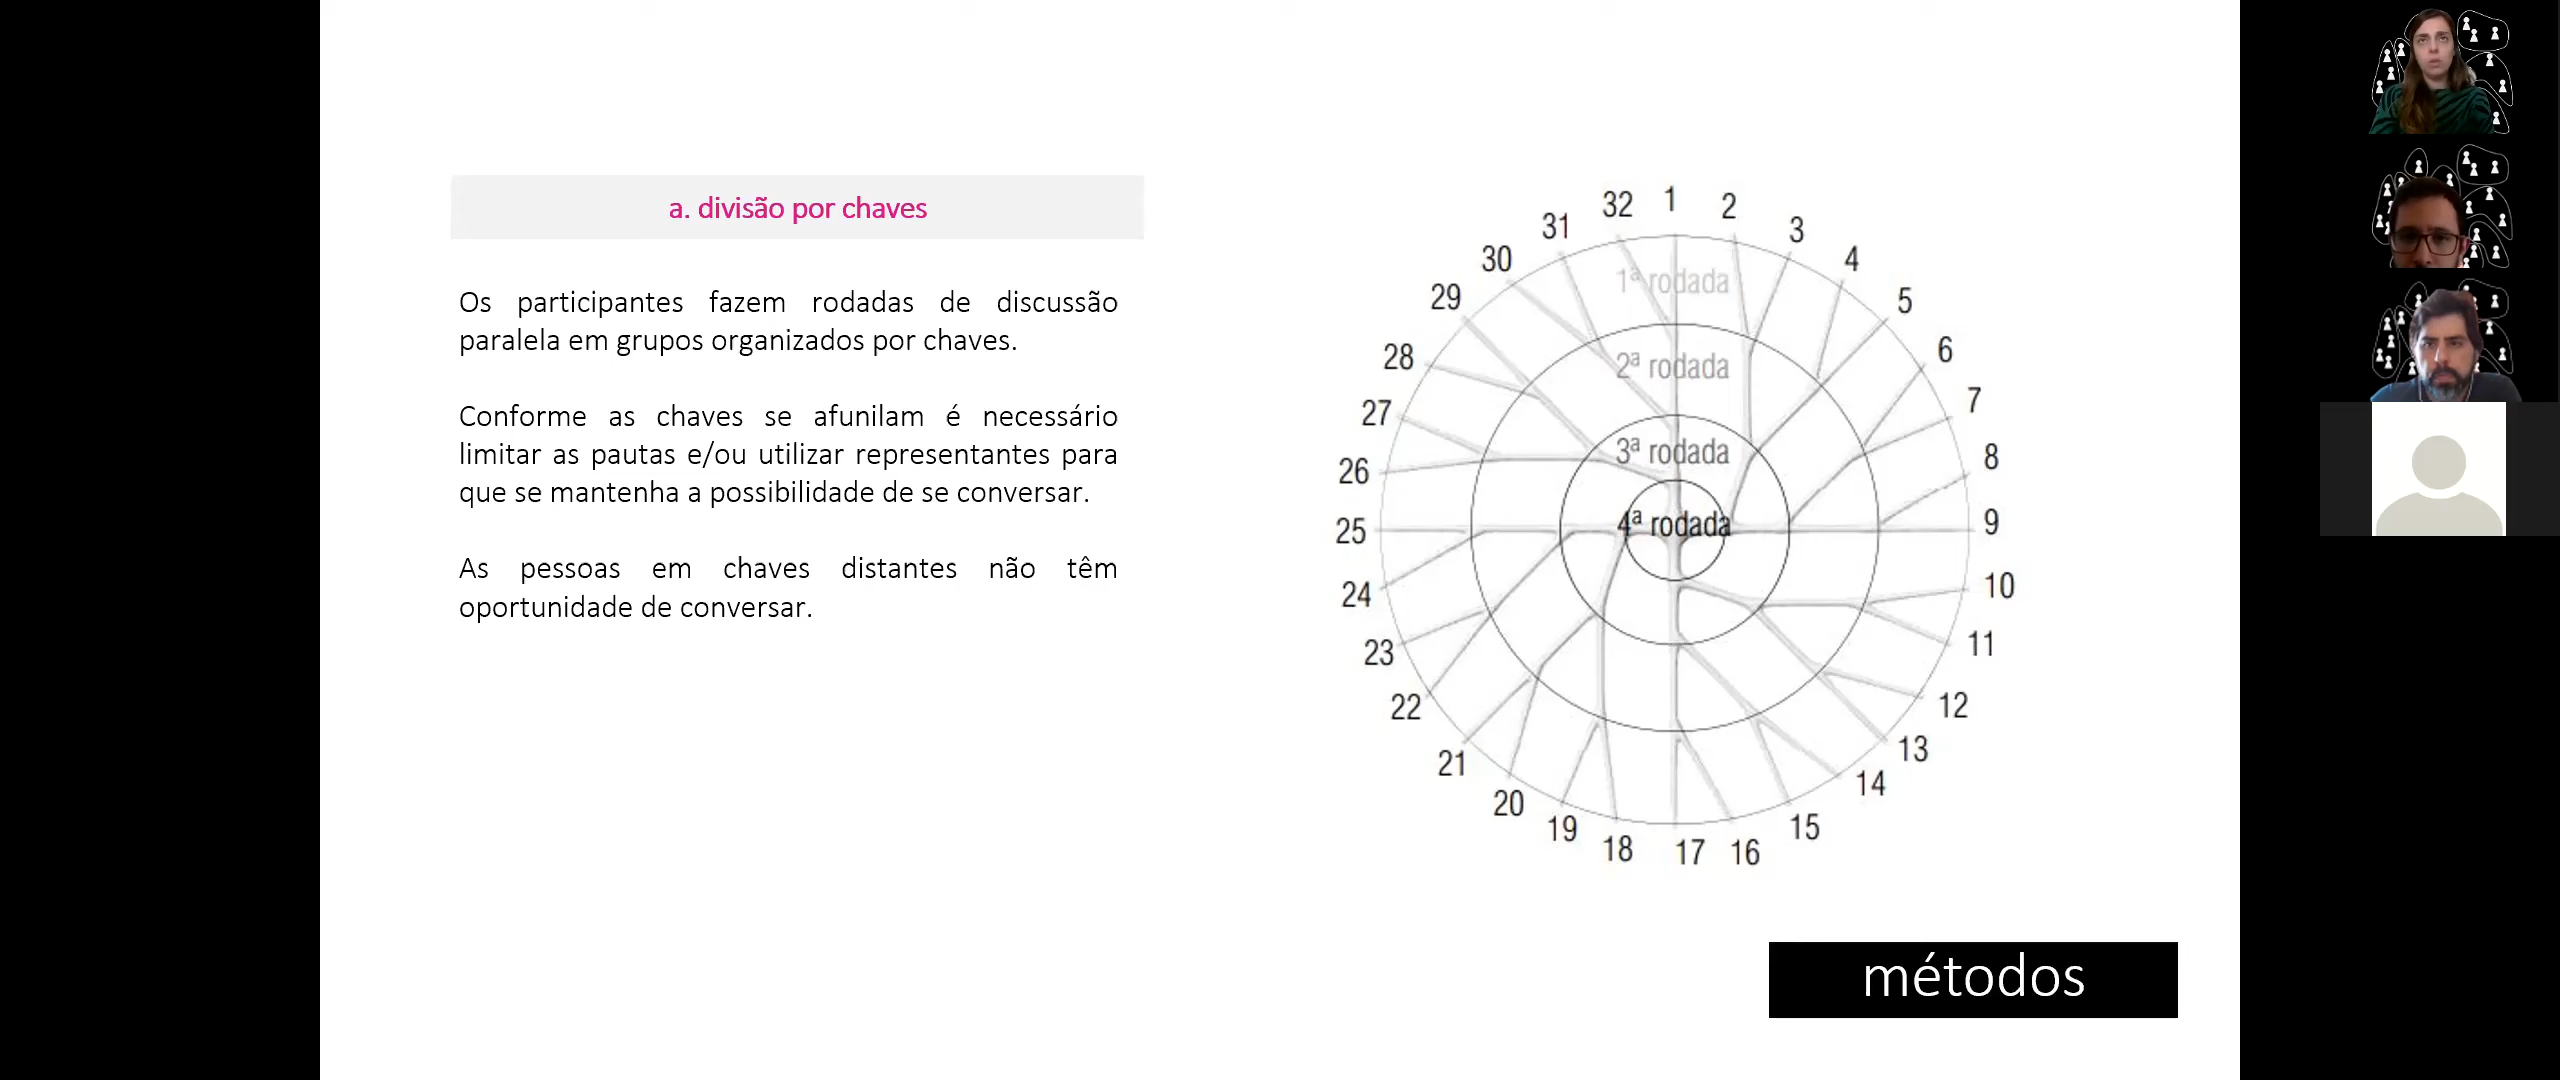 a. divisão por chaves
Os participantes fazem rodadas de discussão
paralela em grupos organizados por chaves.
Conforme as chaves se afunilam é necessário
limitar as pautas e/ou utilizar representantes para
que se mantenha a possibilidade de se conversar.
As pessoas em chaves distantes não têm
oportunidade de conversar.
1
2
3
4
5
6
7
8
9
10
11
12
13
14
15
16
17
18
19
20
21
22
23
24
25
26
27
28
29
30
31
32
1ª rodada
2ª rodada
3ª rodada
4ª rodada
métodos